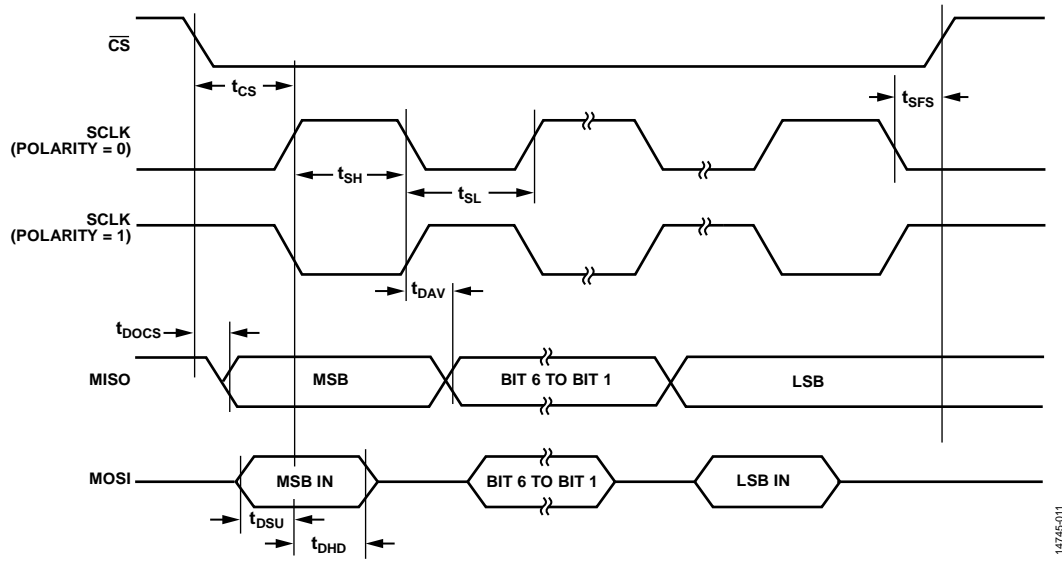 CS
tCS
tSFS
SCLK
(POLARITY = 0)
tSH
tSL
SCLK
(POLARITY = 1)
tDAV
tDOCS
MISO
MSB
BIT 6 TO BIT 1
LSB
MOSI
MSB IN
BIT 6 TO BIT 1
LSB IN
tDSU
tDHD
14745-011